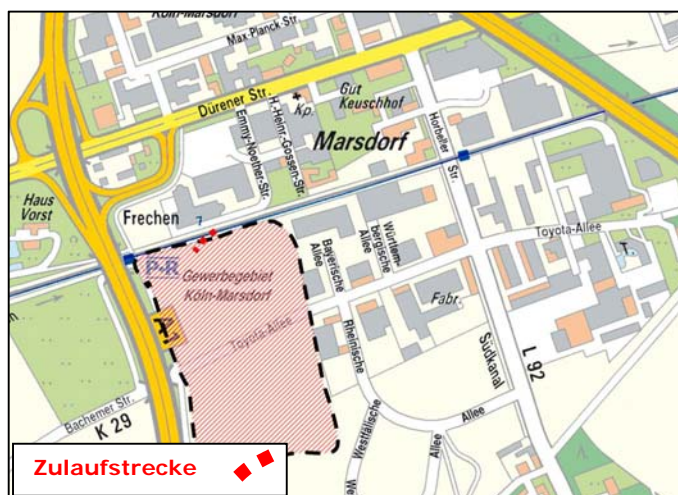 Köln-Marsdorf
Max-Planck-Str.
Dürener Str.
Kp.
Gut
Keuschhof
Emmy-Noether-Str.
H.-Heinr.-Gossen-Str.
Marsdorf
Horbeller Str.
Haus
Vorst
Frechen
7
P+R
Gewerbegebiet
Köln-Marsdorf
Bayerische
Allee
Württem-
bergische
Allee
Toyota-Allee
Fabr.
Toyota-Allee
Rheinische
Südkanal
L 92
Bachemer Str.
K 29
Westfälische
Allee
Allee
We
Zulaufstrecke